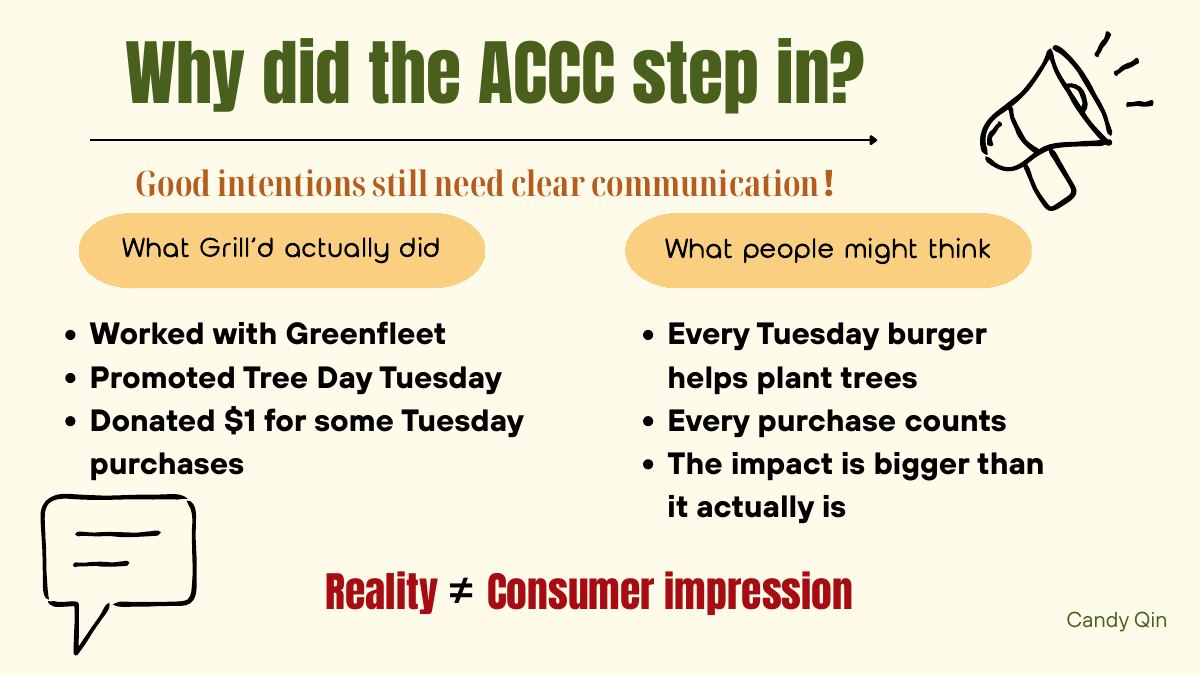 Why did the ACCC step in?
Good intentions still need clear communication!
What Grill'd actually did
• Worked with Greenfleet
• Promoted Tree Day Tuesday
• Donated $1 for some Tuesday
purchases
What people might think
• Every Tuesday burger
helps plant trees
• Every purchase counts
• The impact is bigger than
it actually is
Reality ≠ Consumer impression
Candy Qin